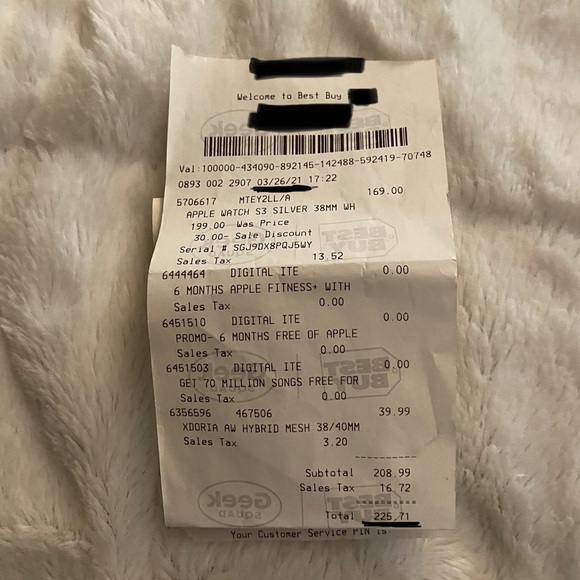 Welcome to Best Buy
Val:100000-434090-892145-142488-592419-70748
0893 002 2907 03/26/21 17:22
5706617 MTEY2LL/A 169.00
APPLE WATCH S3 SILVER 38MM WH
199.00 Was Price
30.00- Sale Discount
Serial # SGJ9DX8PQJ5WY
Sales Tax 13.52
6444464 DIGITAL ITE 0.00
6 MONTHS APPLE FITNESS+ WITH
Sales Tax 0.00
6451510 DIGITAL ITE 0.00
PROMO- 6 MONTHS FREE OF APPLE
Sales Tax 0.00
6451503 DIGITAL ITE 0.00
GET 70 MILLION SONGS FREE FOR
Sales Tax 0.00
6356596 467506 39.99
XDORIA AW HYBRID MESH 38/40MM
Sales Tax 3.20
Subtotal 208.99
Sales Tax 16.72
Total 225.71
Your Customer Service PIN is:
Geek SQUAD
BEST BUY